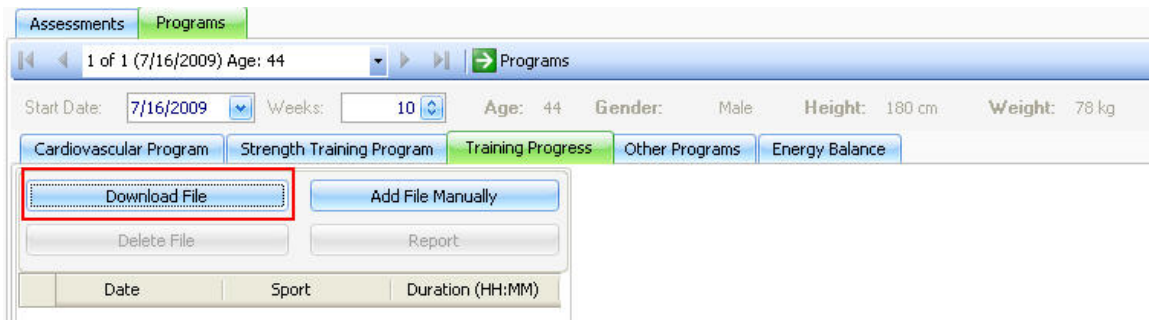 Assessments Programs
1 of 1 (7/16/2009) Age: 44 Programs
Start Date: 7/16/2009 Weeks: 10 Age: 44 Gender: Male Height: 180 cm Weight: 78 kg
Cardiovascular Program Strength Training Program Training Progress Other Programs Energy Balance
Download File Add File Manually
Delete File Report
Date Sport Duration (HH:MM)